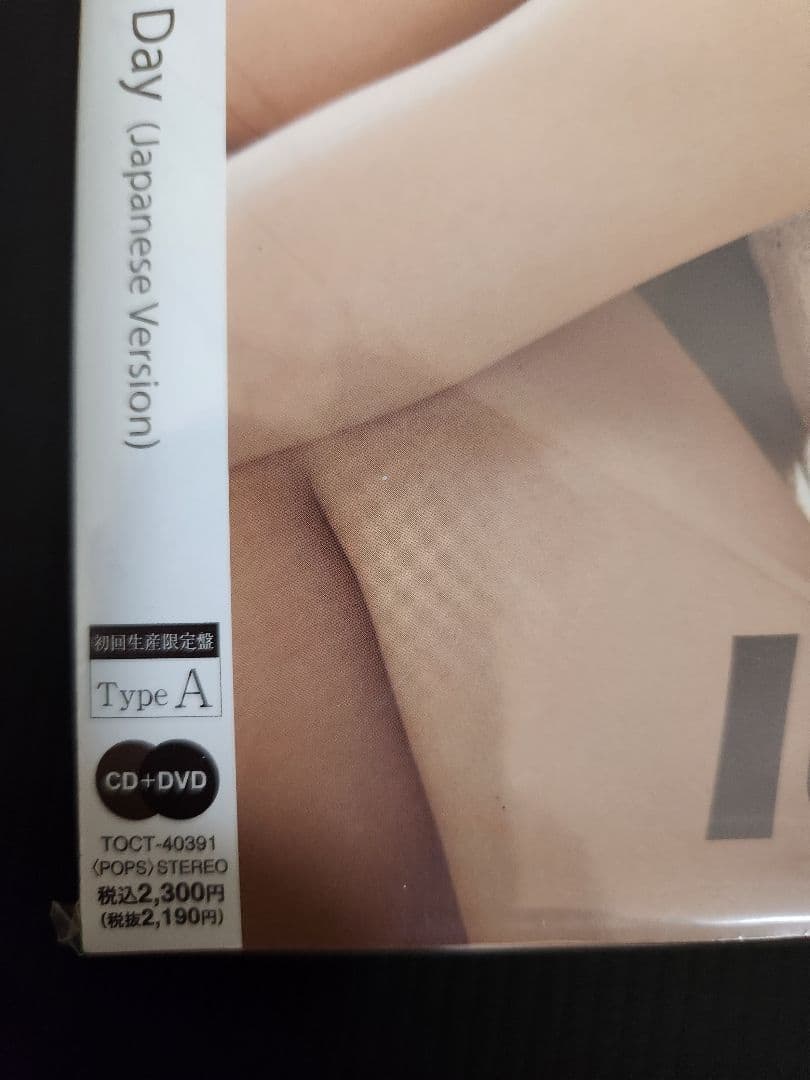 Day (Japanese Version)
初回生産限定盤
Type A
CD+DVD
TOCT-40391
〈POPS〉STEREO
税込2,300円
(税抜2,190円)